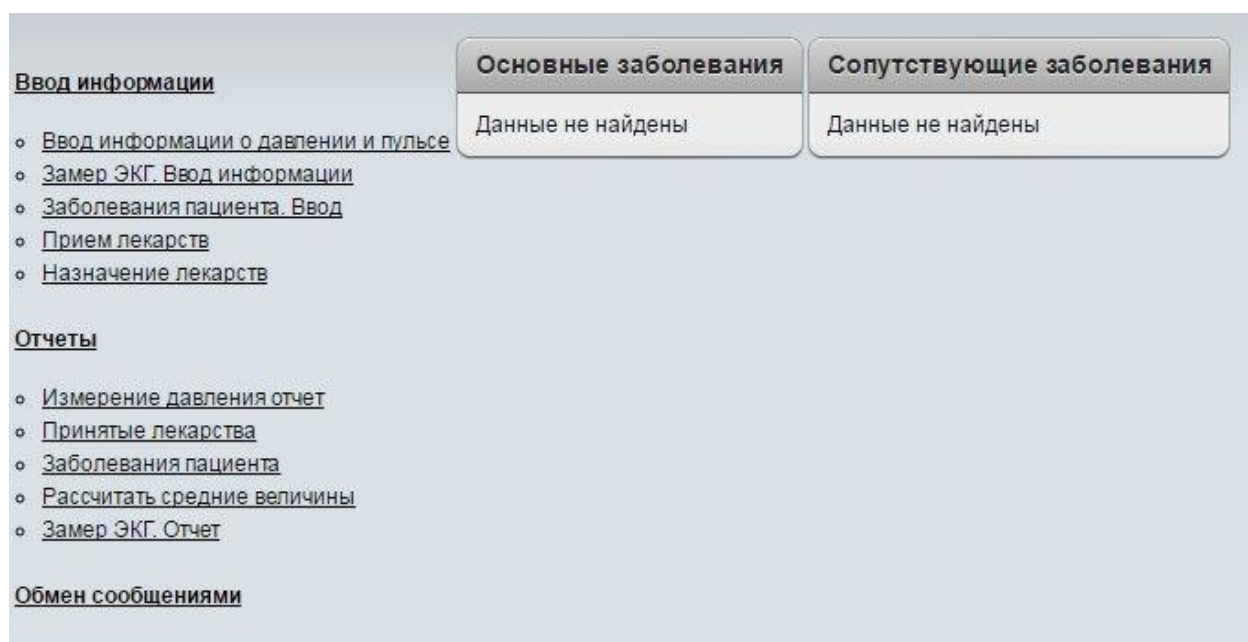 Ввод информации
Ввод информации о давлении и пульсе
Замер ЭКГ. Ввод информации
Заболевания пациента. Ввод
Прием лекарств
Назначение лекарств
Отчеты
Измерение давления отчет
Принятые лекарства
Заболевания пациента
Рассчитать средние величины
Замер ЭКГ. Отчет
Обмен сообщениями
Основные заболевания
Данные не найдены
Сопутствующие заболевания
Данные не найдены